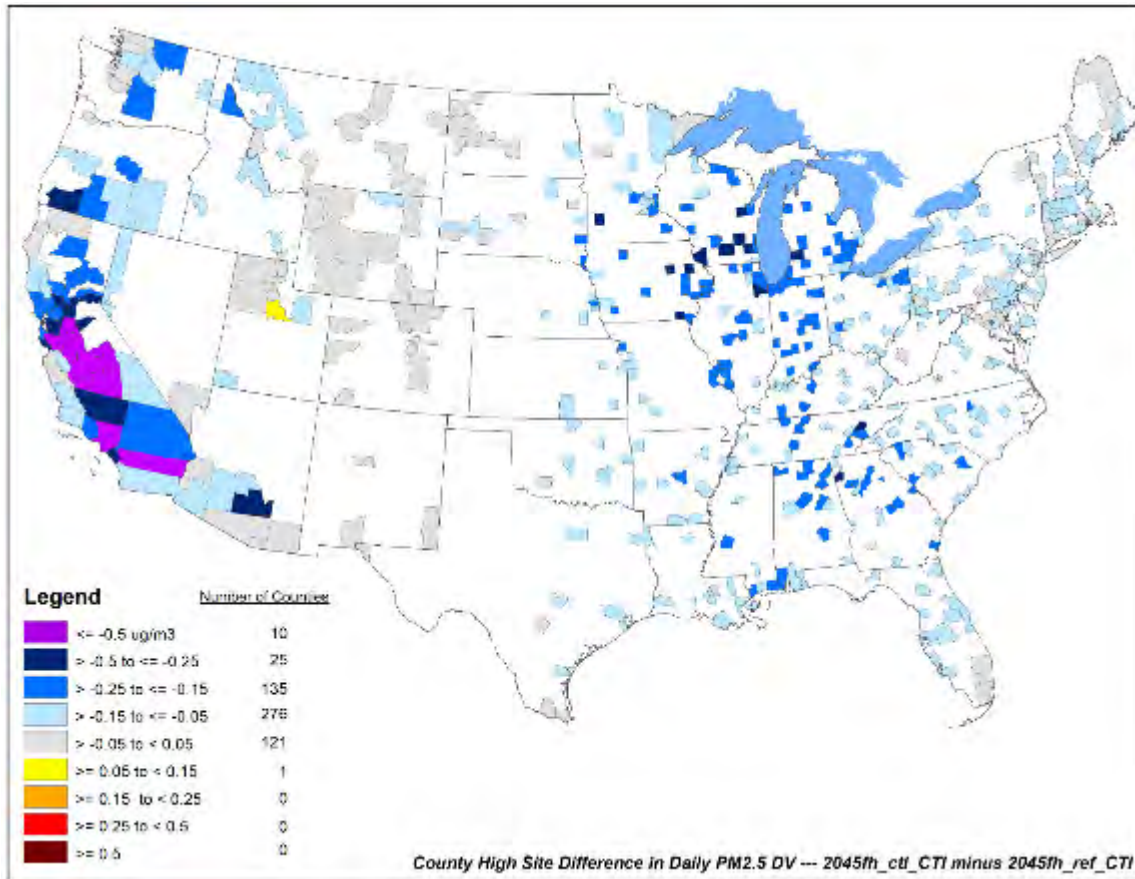 Legend
Number of Counties
<= -0.5 ug/m3 10
> -0.5 to <= -0.25 25
> -0.25 to <= -0.15 135
> -0.15 to <= -0.05 276
> -0.05 to < 0.05 121
>= 0.05 to < 0.15 1
>= 0.15 to < 0.25 0
>= 0.25 to < 0.5 0
>= 0.5 0
County High Site Difference in Daily PM2.5 DV --- 2045fh_ctl_CTI minus 2045fh_ref_CTI